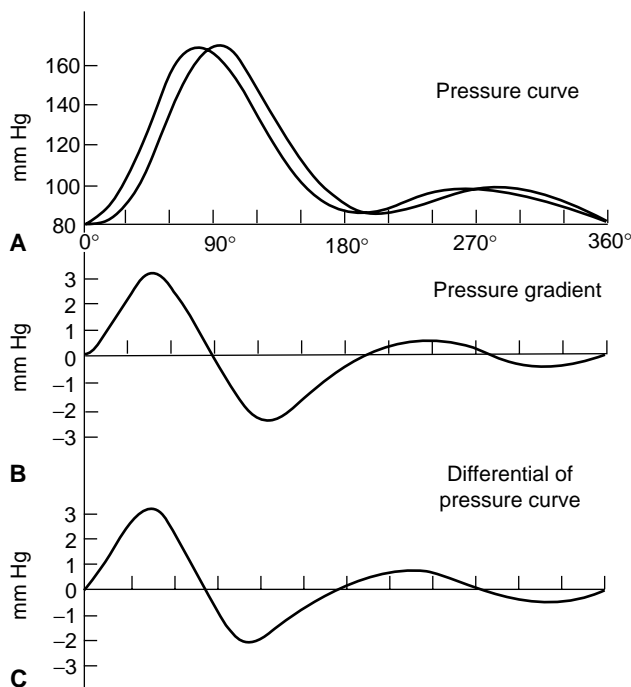 160
140
120
100
80
mm Hg
Pressure curve
A
0° 90° 180° 270° 360°
3
2
1
0
–1
–2
–3
mm Hg
Pressure gradient
B
Differential of
pressure curve
3
2
1
0
–1
–2
–3
mm Hg
C